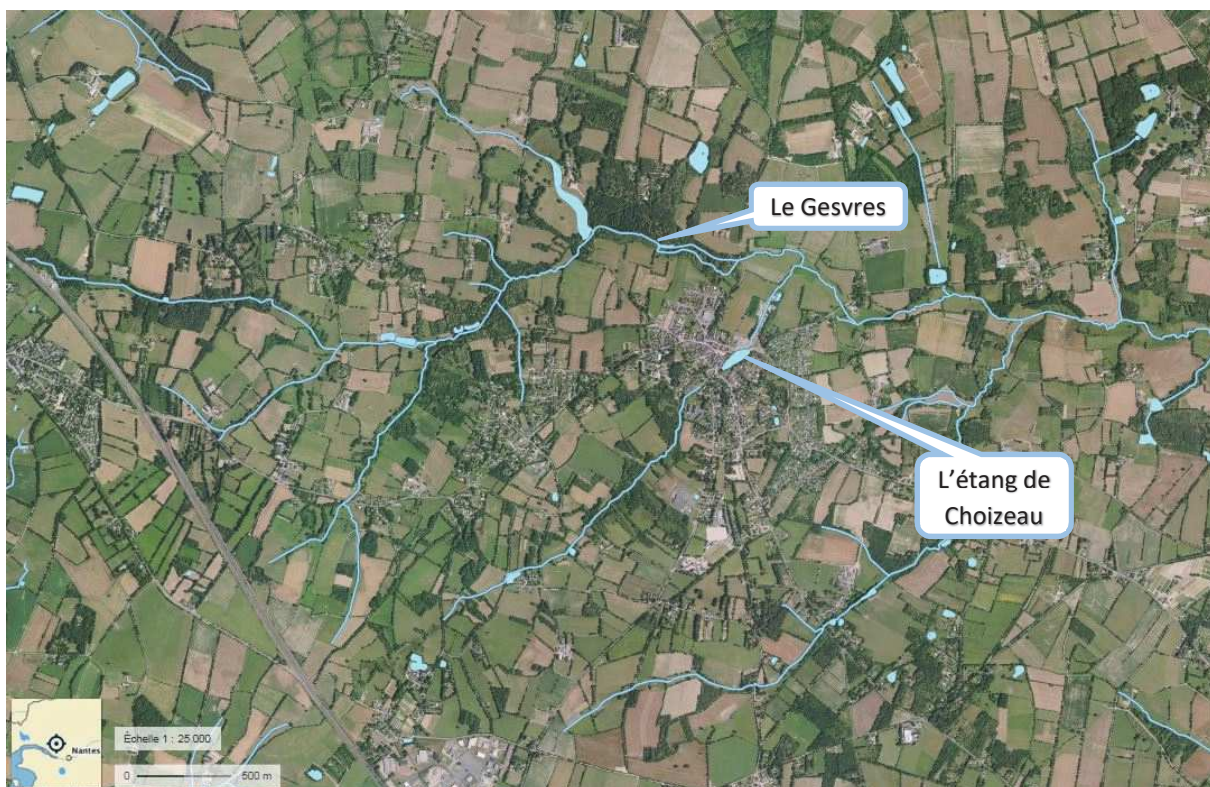 Le Gesvres
L'étang de
Choizeau
Nantes
Échelle 1 : 25 000
0 500 m